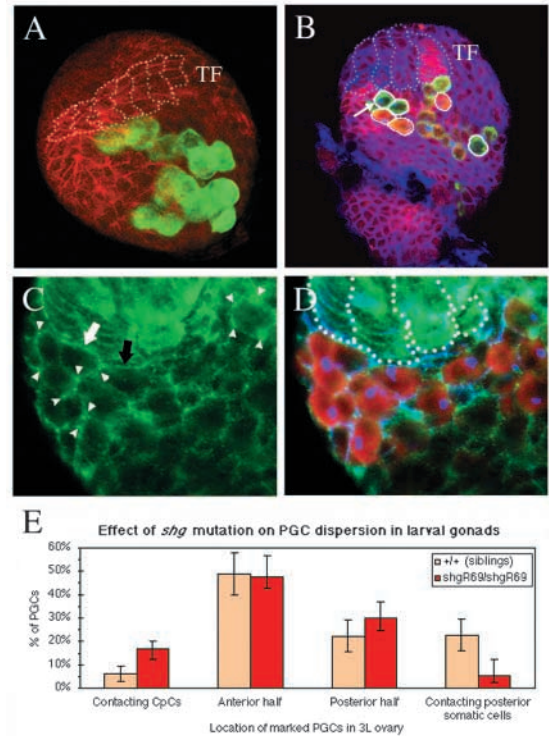 A
TF
B
TF
C
D
E
Effect of shg mutation on PGC dispersion in larval gonads
% of PGCs
60%
50%
40%
30%
20%
10%
0%
+/+ (siblings)
shgR69/shgR69
Contacting CpCs
Anterior half
Posterior half
Contacting posterior
somatic cells
Location of marked PGCs in 3L ovary